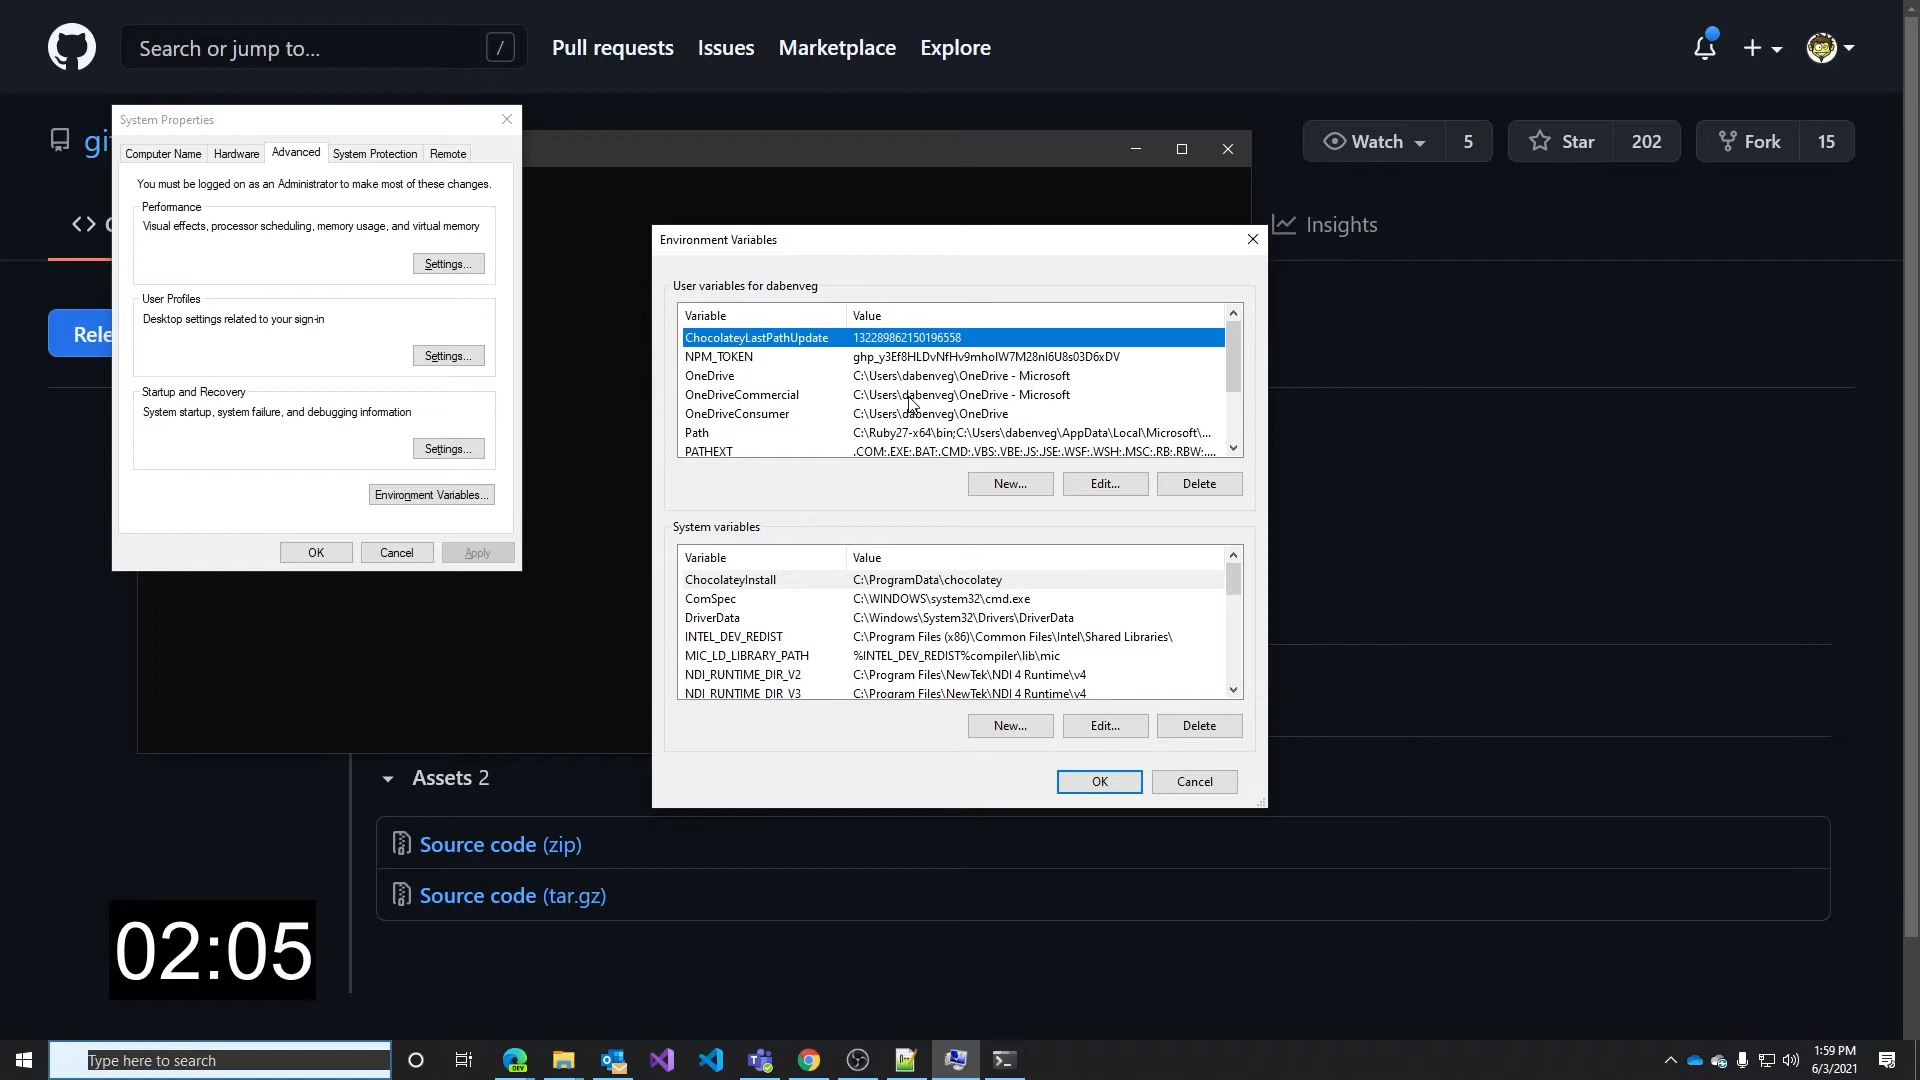 Search or jump to...
/
Pull requests
Issues
Marketplace
Explore
System Properties
Computer Name
Hardware
Advanced
System Protection
Remote
You must be logged on as an Administrator to make most of these changes.
Performance
Visual effects, processor scheduling, memory usage, and virtual memory
Settings...
User Profiles
Desktop settings related to your sign-in
Settings...
Startup and Recovery
System startup, system failure, and debugging information
Settings...
Environment Variables...
OK
Cancel
Apply
Watch
5
Star
202
Fork
15
Insights
Environment Variables
User variables for dabenveg
Variable Value
ChocolateyLastPathUpdate 132289862150196558
NPM_TOKEN
OneDrive C:\Users\dabenveg\OneDrive - Microsoft
OneDriveCommercial C:\Users\dabenveg\OneDrive - Microsoft
OneDriveConsumer C:\Users\dabenveg\OneDrive
Path C:\Ruby27-x64\bin;C:\Users\dabenveg\AppData\Local\Microsoft\...
PATHEXT .COM;.EXE;.BAT;.CMD;.VBS;.VBE;.JS;.JSE;.WSF;.WSH;.MSC;.RB;.RBW;...
New...
Edit...
Delete
System variables
Variable Value
ChocolateyInstall C:\ProgramData\chocolatey
ComSpec C:\WINDOWS\system32\cmd.exe
DriverData C:\Windows\System32\Drivers\DriverData
INTEL_DEV_REDIST C:\Program Files (x86)\Common Files\Intel\Shared Libraries\
MIC_LD_LIBRARY_PATH %INTEL_DEV_REDIST%compiler\lib\mic
NDI_RUNTIME_DIR_V2 C:\Program Files\NewTek\NDI 4 Runtime\v4
NDI_RUNTIME_DIR_V3 C:\Program Files\NewTek\NDI 4 Runtime\v4
New...
Edit...
Delete
OK
Cancel
Assets 2
Source code (zip)
Source code (tar.gz)
02:05
Type here to search
DEV
1:59 PM
6/3/2021